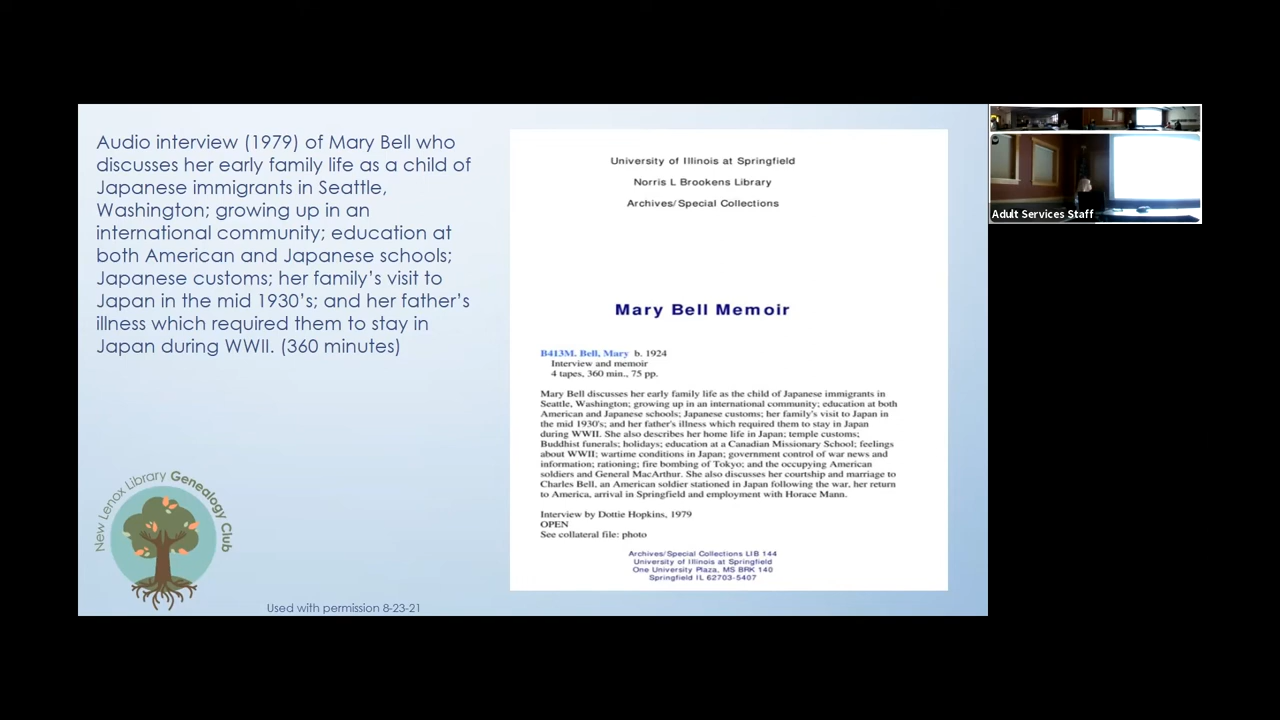 Audio interview (1979) of Mary Bell who
discusses her early family life as a child of
Japanese immigrants in Seattle,
Washington; growing up in an
international community; education at
both American and Japanese schools;
Japanese customs; her family's visit to
Japan in the mid 1930's; and her father's
illness which required them to stay in
Japan during WWII. (360 minutes)
New Lenox Library Genealogy Club
Used with permission 8-23-21
University of Illinois at Springfield
Norris L Brookens Library
Archives/Special Collections
Mary Bell Memoir
B413M. Bell, Mary b. 1924
Interview and memoir
4 tapes, 360 min., 75 pp.
Mary Bell discusses her early family life as the child of Japanese immigrants in
Seattle, Washington; growing up in an international community; education at both
American and Japanese schools; Japanese customs; her family's visit to Japan in
the mid 1930's; and her father's illness which required them to stay in Japan
during WWII. She also describes her home life in Japan; temple customs;
Buddhist funerals; holidays; education at a Canadian Missionary School; feelings
about WWII; wartime conditions in Japan; government control of war news and
information; rationing; fire bombing of Tokyo; and the occupying American
soldiers and General MacArthur. She also discusses her courtship and marriage to
Charles Bell, an American soldier stationed in Japan following the war, her return
to America, arrival in Springfield and employment with Horace Mann.
Interview by Dottie Hopkins, 1979
OPEN
See collateral file: photo
Archives/Special Collections LIB 144
University of Illinois at Springfield
One University Plaza, MS BRK 140
Springfield IL 62703-5407
Adult Services Staff